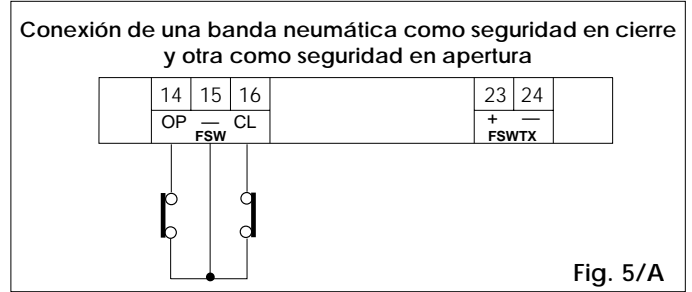 Conexión de una banda neumática como seguridad en cierre
y otra como seguridad en apertura
14 15 16 23 24
OP — CL + —
FSW FSWTX
Fig. 5/A